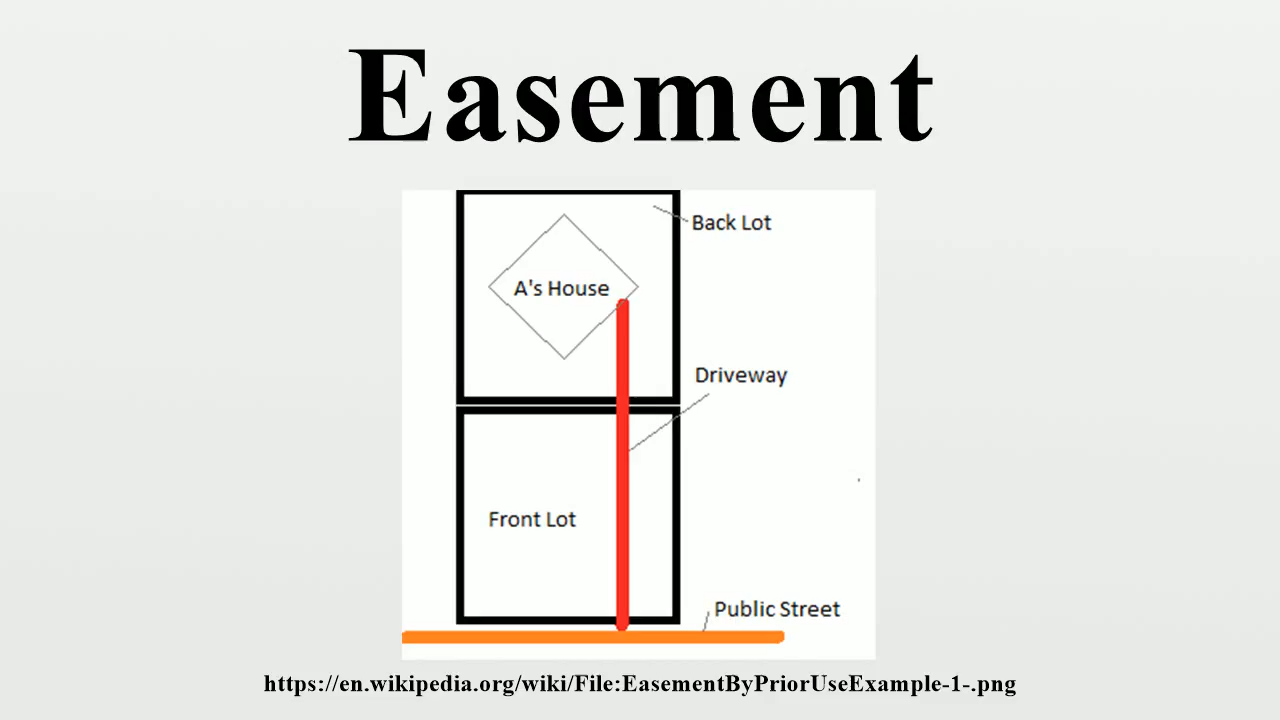 Easement
Back Lot
A's House
Driveway
Front Lot
Public Street
https://en.wikipedia.org/wiki/File:EasementByPriorUseExample-1-.png